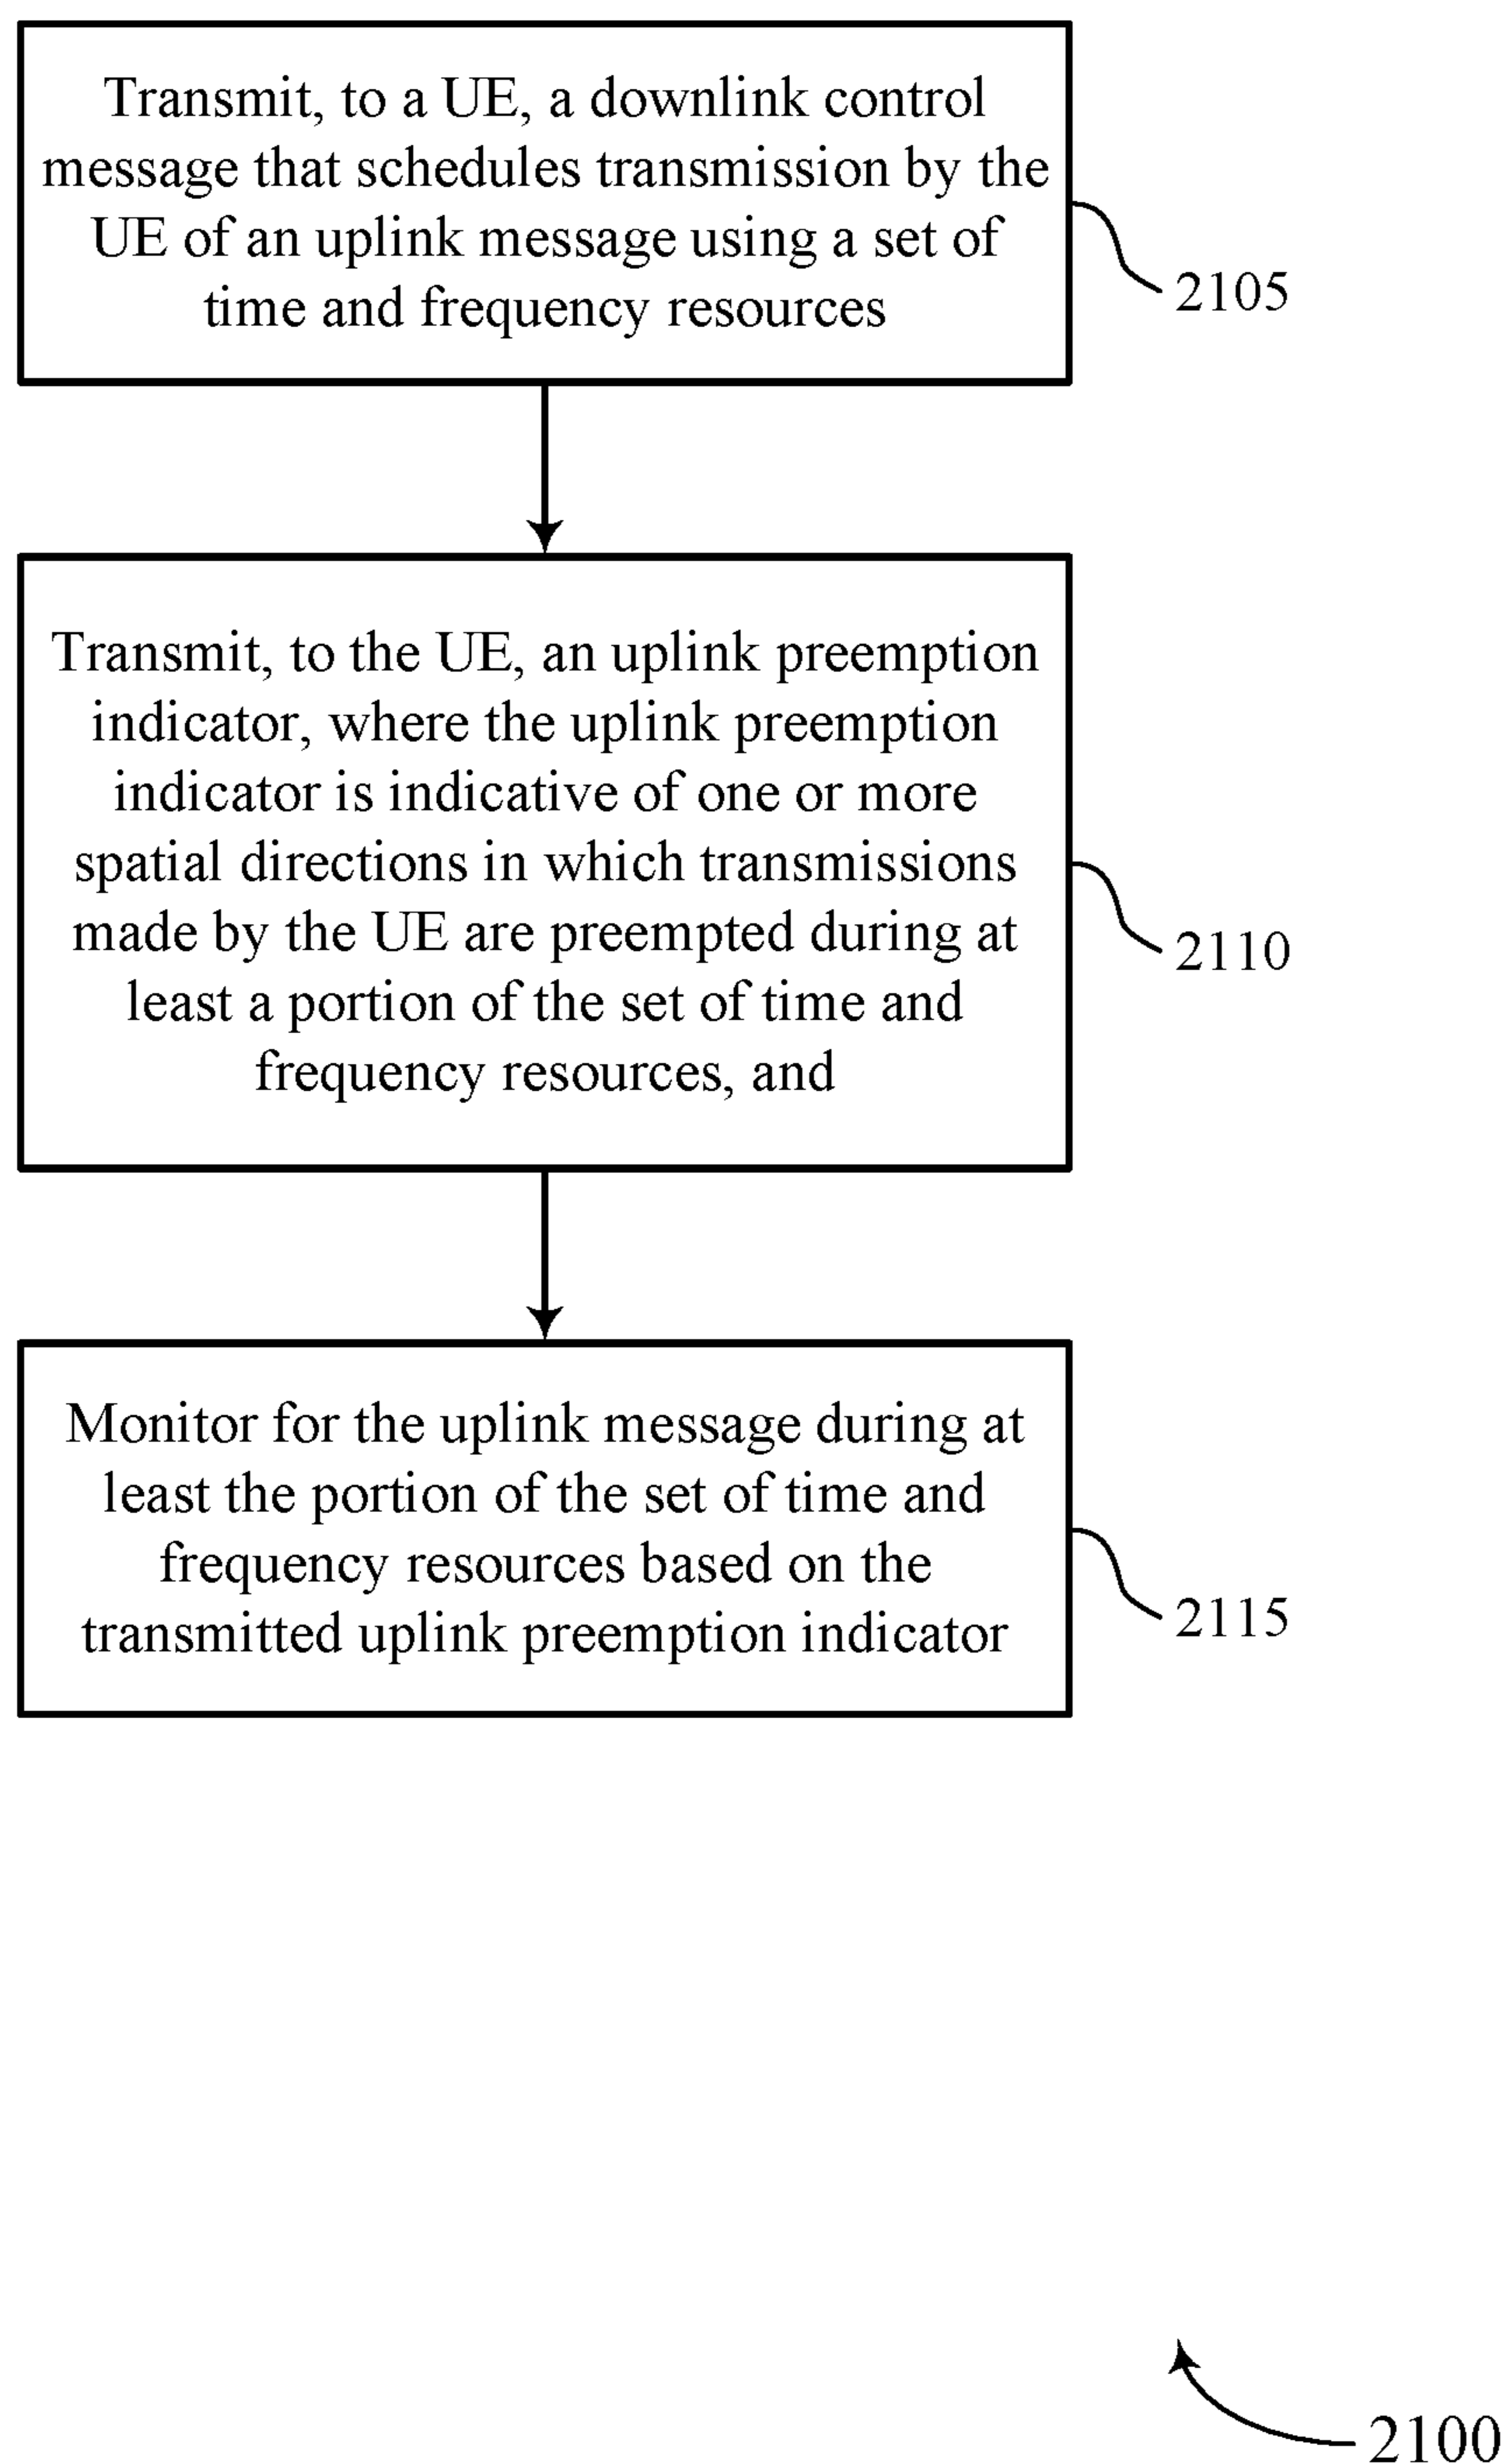 Transmit, to a UE, a downlink control
message that schedules transmission by the
UE of an uplink message using a set of
time and frequency resources
2105
Transmit, to the UE, an uplink preemption
indicator, where the uplink preemption
indicator is indicative of one or more
spatial directions in which transmissions
made by the UE are preempted during at
least a portion of the set of time and
frequency resources, and
2110
Monitor for the uplink message during at
least the portion of the set of time and
frequency resources based on the
transmitted uplink preemption indicator
2115
2100